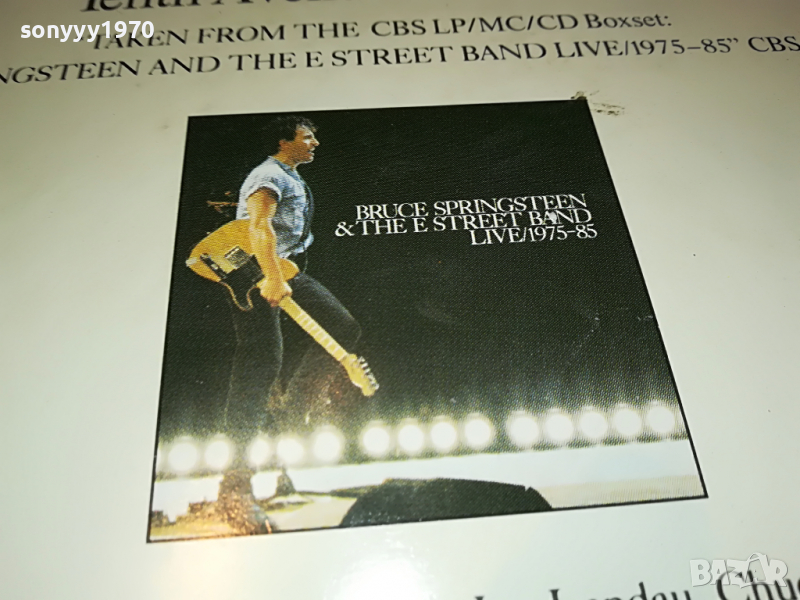 sonyyy1970
TAKEN FROM THE CBS LP/MC/CD Boxset:
AND THE E STREET BAND LIVE/1975–85" CBS
BRUCE SPRINGSTEEN
& THE E STREET BAND
LIVE/1975–85
Landau
BAZAR